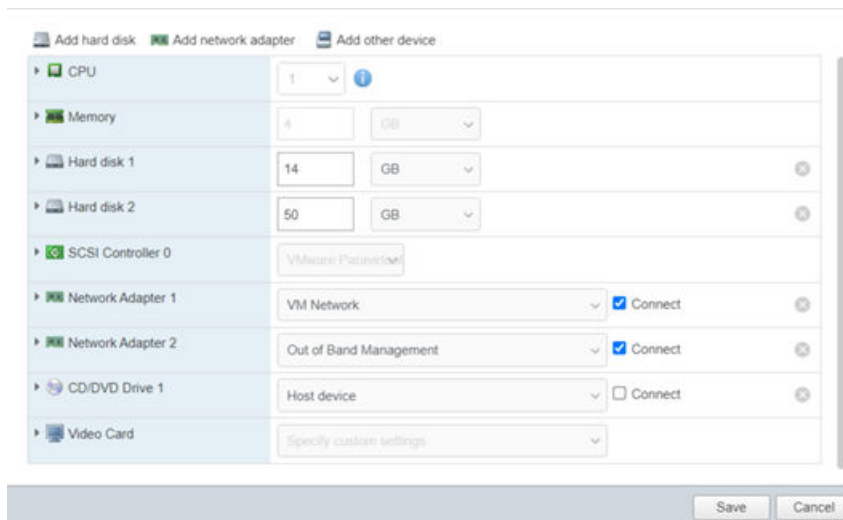 Add hard disk Add network adapter Add other device
CPU 1
Memory 4 GB
Hard disk 1 14 GB
Hard disk 2 50 GB
SCSI Controller 0 VMware Paravirtual
Network Adapter 1 VM Network Connect
Network Adapter 2 Out of Band Management Connect
CD/DVD Drive 1 Host device Connect
Video Card Specify custom settings
Save Cancel